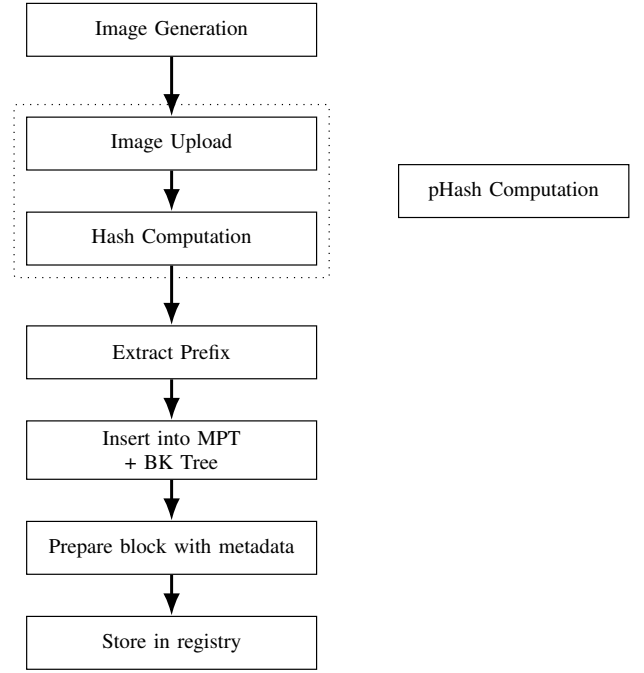 Image Generation
Image Upload
pHash Computation
Hash Computation
Extract Prefix
Insert into MPT
+ BK Tree
Prepare block with metadata
Store in registry